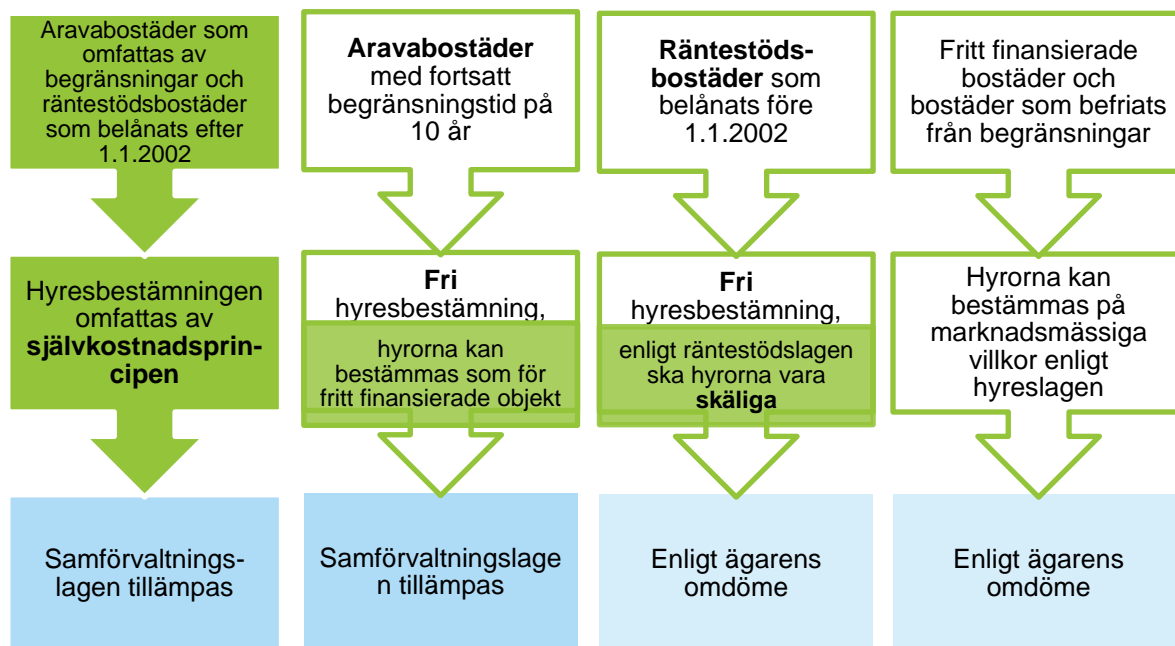 Aravabostäder som
omfattas av
begränsningar och
räntestödsbostäder
som belånats efter
1.1.2002
Hyresbestämningen
omfattas av
självkostnadsprin-
cipen
Samförvaltnings-
lagen tillämpas
Aravabostäder
med fortsatt
begränsningstid på
10 år
Fri
hyresbestämning,
hyrorna kan
bestämmas som för
fritt finansierade objekt
Samförvaltningslage
n tillämpas
Räntestöds-
bostäder som
belånats före
1.1.2002
Fri
hyresbestämning,
enligt räntestödslagen
ska hyrorna vara
skäliga
Enligt ägarens
omdöme
Fritt finansierade
bostäder och
bostäder som befriats
från begränsningar
Hyrorna kan
bestämmas på
marknadsmässiga
villkor enligt
hyreslagen
Enligt ägarens
omdöme